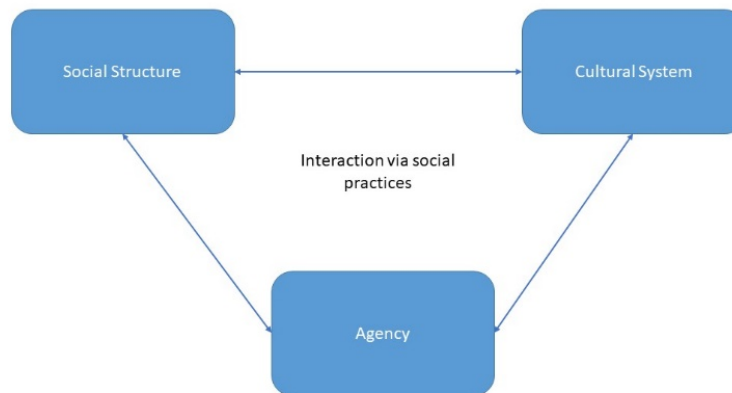 Social Structure
Cultural System
Interaction via social
practices
Agency